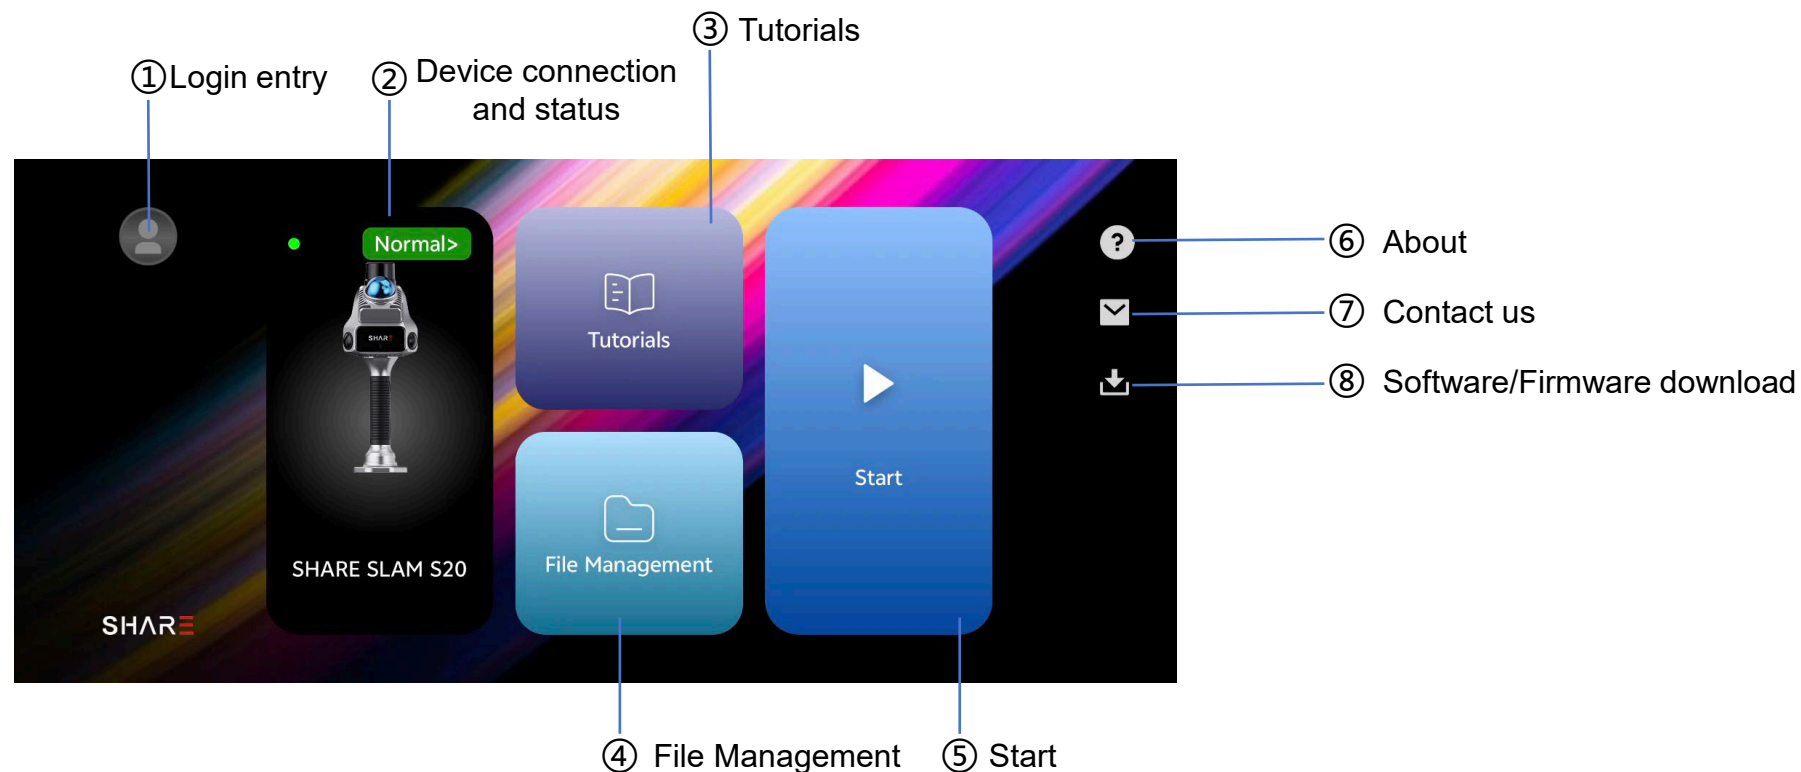 ③ Tutorials
①Login entry
② Device connection
and status
Normal>
SHARE
Tutorials
Start
File Management
SHARE SLAM S20
SHARE
⑥ About
⑦ Contact us
⑧ Software/Firmware download
④ File Management
⑤ Start